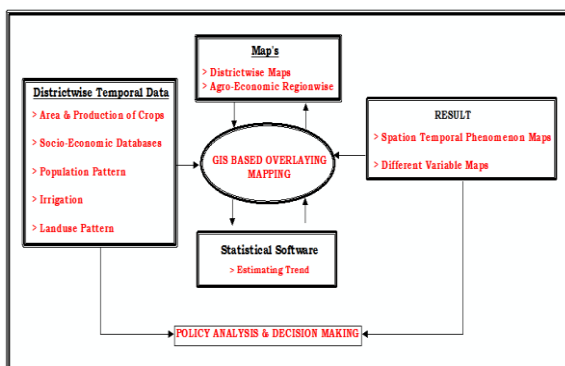 Map's
> Districtwise Maps
> Agro-Economic Regionwise
Districtwise Temporal Data
> Area & Production of Crops
> Socio-Economic Databases
> Population Pattern
> Irrigation
> Landuse Pattern
GIS BASED OVERLAYING
MAPPING
RESULT
> Spation Temporal Phenomenon Maps
> Different Variable Maps
Statistical Software
> Estimating Trend
POLICY ANALYSIS & DECISION MAKING